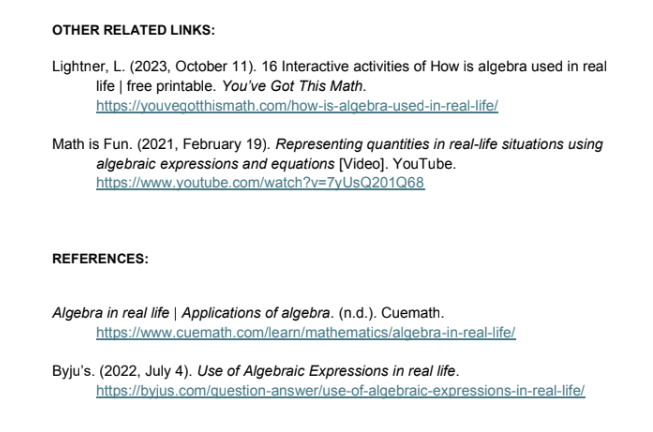 OTHER RELATED LINKS:
Lightner, L. (2023, October 11). 16 Interactive activities of How is algebra used in real
life | free printable. You've Got This Math.
https://youvegotthismath.com/how-is-algebra-used-in-real-life/
Math is Fun. (2021, February 19). Representing quantities in real-life situations using
algebraic expressions and equations [Video]. YouTube.
https://www.youtube.com/watch?v=7yUsQ201Q68
REFERENCES:
Algebra in real life | Applications of algebra. (n.d.). Cuemath.
https://www.cuemath.com/learn/mathematics/algebra-in-real-life/
Byju's. (2022, July 4). Use of Algebraic Expressions in real life.
https://byjus.com/question-answer/use-of-algebraic-expressions-in-real-life/